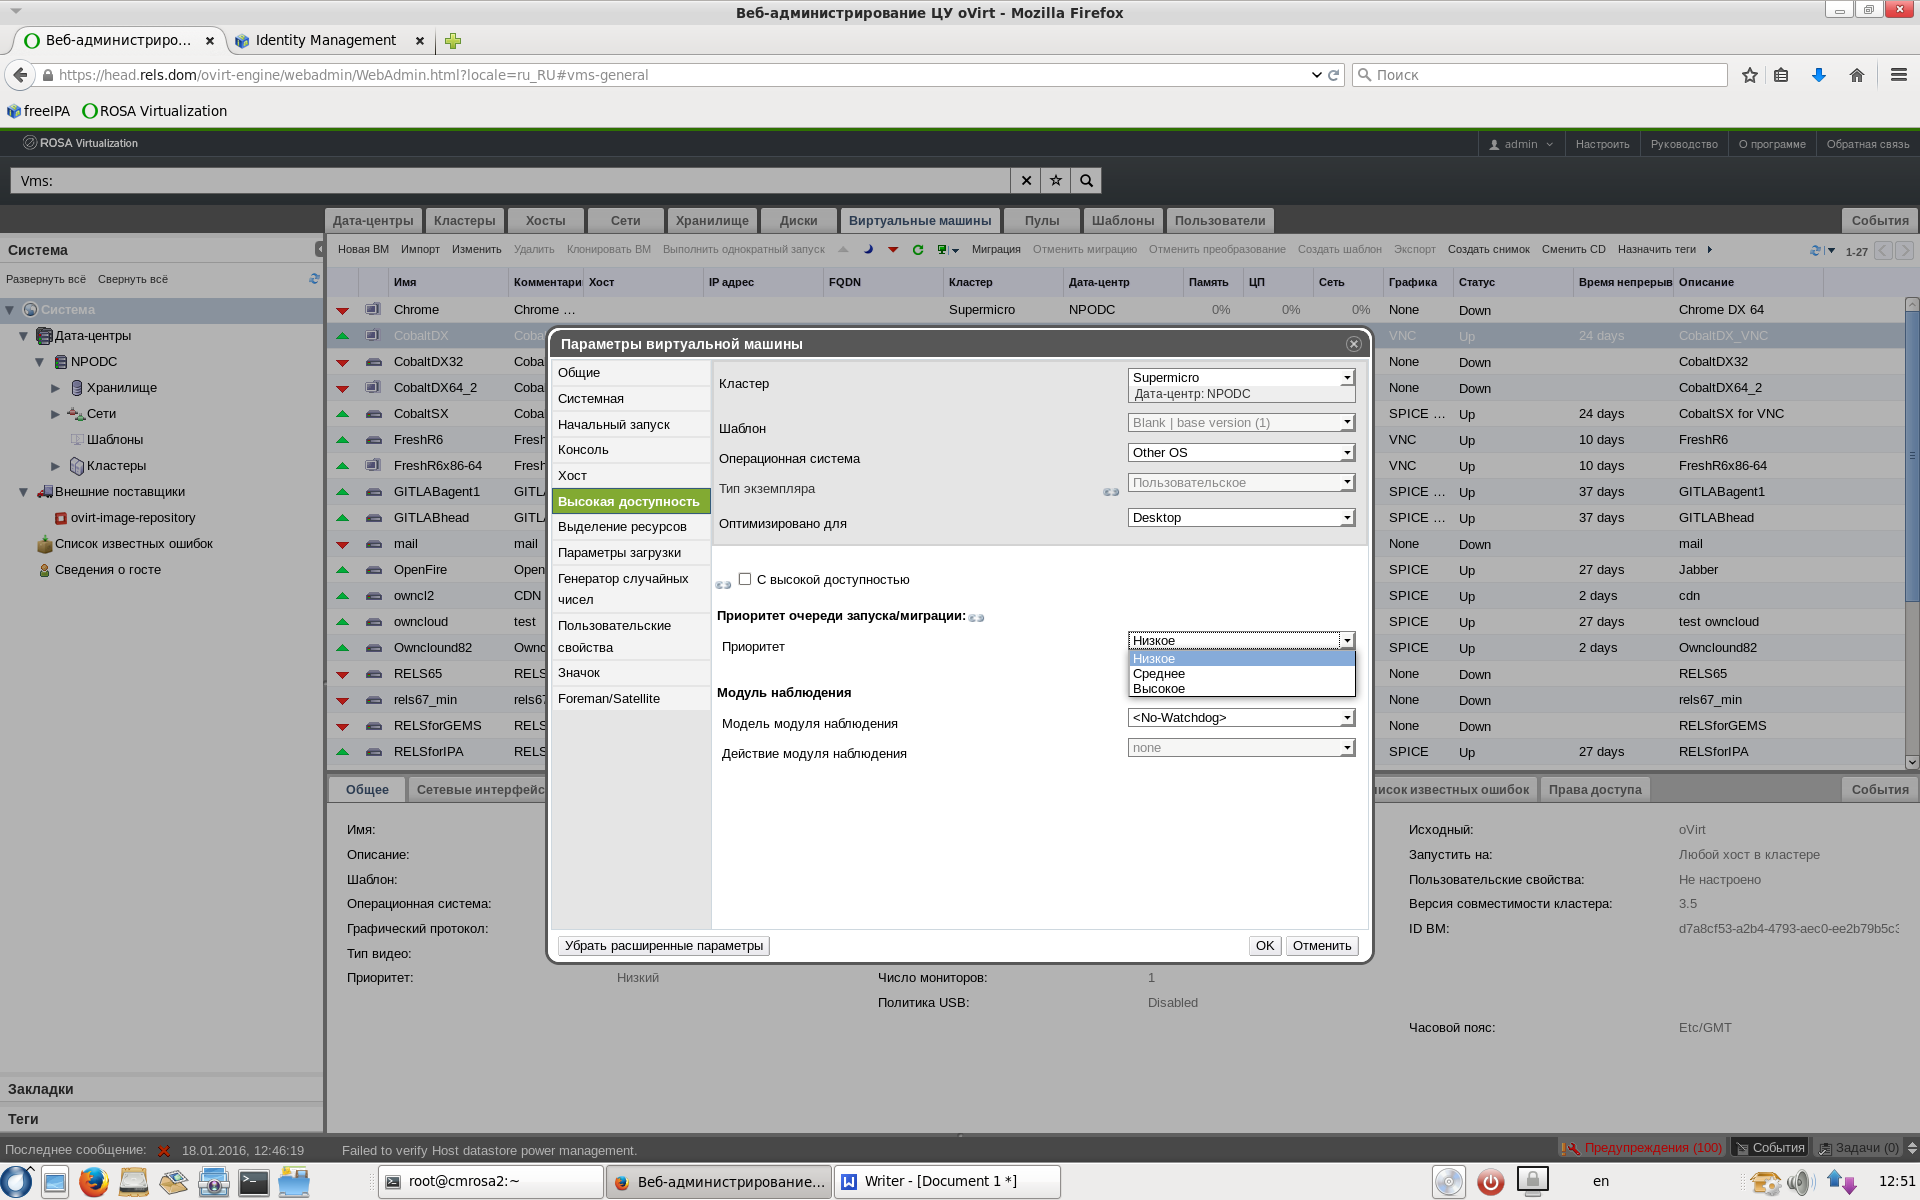 Веб-администрирование ЦУ oVirt - Mozilla Firefox
Веб-администриро... Identity Management
https://head.rels.dom/ovirt-engine/webadmin/WebAdmin.html?locale=ru_RU#vms-general Поиск
freeIPA ROSA Virtualization
ROSA Virtualization admin Настроить Руководство О программе Обратная связь
Vms:
Дата-центры Кластеры Хосты Сети Хранилище Диски Виртуальные машины Пулы Шаблоны Пользователи События
Система
Новая ВМ Импорт Изменить Удалить Клонировать ВМ Выполнить однократный запуск Миграция Отменить миграцию Отменить преобразование Создать шаблон Экспорт Создать снимок Сменить CD Назначить теги 1-27
Развернуть всё Свернуть всё
Имя Комментари Хост IP адрес FQDN Кластер Дата-центр Память ЦП Сеть Графика Статус Время непрерыв Описание
Система
Дата-центры
NPODC
Хранилище
Сети
Шаблоны
Кластеры
Внешние поставщики
ovirt-image-repository
Список известных ошибок
Сведения о госте
Chrome Chrome ... Supermicro NPODC 0% 0% 0% None Down Chrome DX 64
CobaltDX Coba VNC Up 24 days CobaltDX_VNC
CobaltDX32 Coba None Down CobaltDX32
CobaltDX64_2 Coba None Down CobaltDX64_2
CobaltSX Coba SPICE ... Up 24 days CobaltSX for VNC
FreshR6 Fresh VNC Up 10 days FreshR6
FreshR6x86-64 Fresh VNC Up 10 days FreshR6x86-64
GITLABagent1 GITLA SPICE ... Up 37 days GITLABagent1
GITLABhead GITLA SPICE ... Up 37 days GITLABhead
mail mail None Down mail
OpenFire Open SPICE Up 27 days Jabber
owncl2 CDN SPICE Up 2 days cdn
owncloud test SPICE Up 27 days test owncloud
Ownclound82 Ownc SPICE Up 2 days Ownclound82
RELS65 RELS None Down RELS65
rels67_min rels67 None Down rels67_min
RELSforGEMS RELS None Down RELSforGEMS
RELSforIPA RELS SPICE Up 27 days RELSforIPA
Параметры виртуальной машины
Общие
Системная
Начальный запуск
Консоль
Хост
Высокая доступность
Выделение ресурсов
Параметры загрузки
Генератор случайных
чисел
Пользовательские
свойства
Значок
Foreman/Satellite
Кластер Supermicro
Дата-центр: NPODC
Шаблон Blank | base version (1)
Операционная система Other OS
Тип экземпляра Пользовательское
Оптимизировано для Desktop
С высокой доступностью
Приоритет очереди запуска/миграции:
Приоритет Низкое
Низкое
Среднее
Высокое
Модуль наблюдения
Модель модуля наблюдения <No-Watchdog>
Действие модуля наблюдения none
Убрать расширенные параметры OK Отменить
Общее Сетевые интерфейс исок известных ошибок Права доступа События
Имя: Исходный: oVirt
Описание: Запустить на: Любой хост в кластере
Шаблон: Пользовательские свойства: Не настроено
Операционная система: Версия совместимости кластера: 3.5
Графический протокол: ID ВМ: d7a8cf53-a2b4-4793-aec0-ee2b79b5c3
Тип видео:
Приоритет: Низкий Число мониторов: 1
Политика USB: Disabled
Часовой пояс: Etc/GMT
Закладки
Теги
Последнее сообщение: 18.01.2016, 12:46:19 Failed to verify Host datastore power management. Предупреждения (100) События Задачи (0)
root@cmrosa2:~ Веб-администрирование... Writer - [Document 1 *] en 12:51